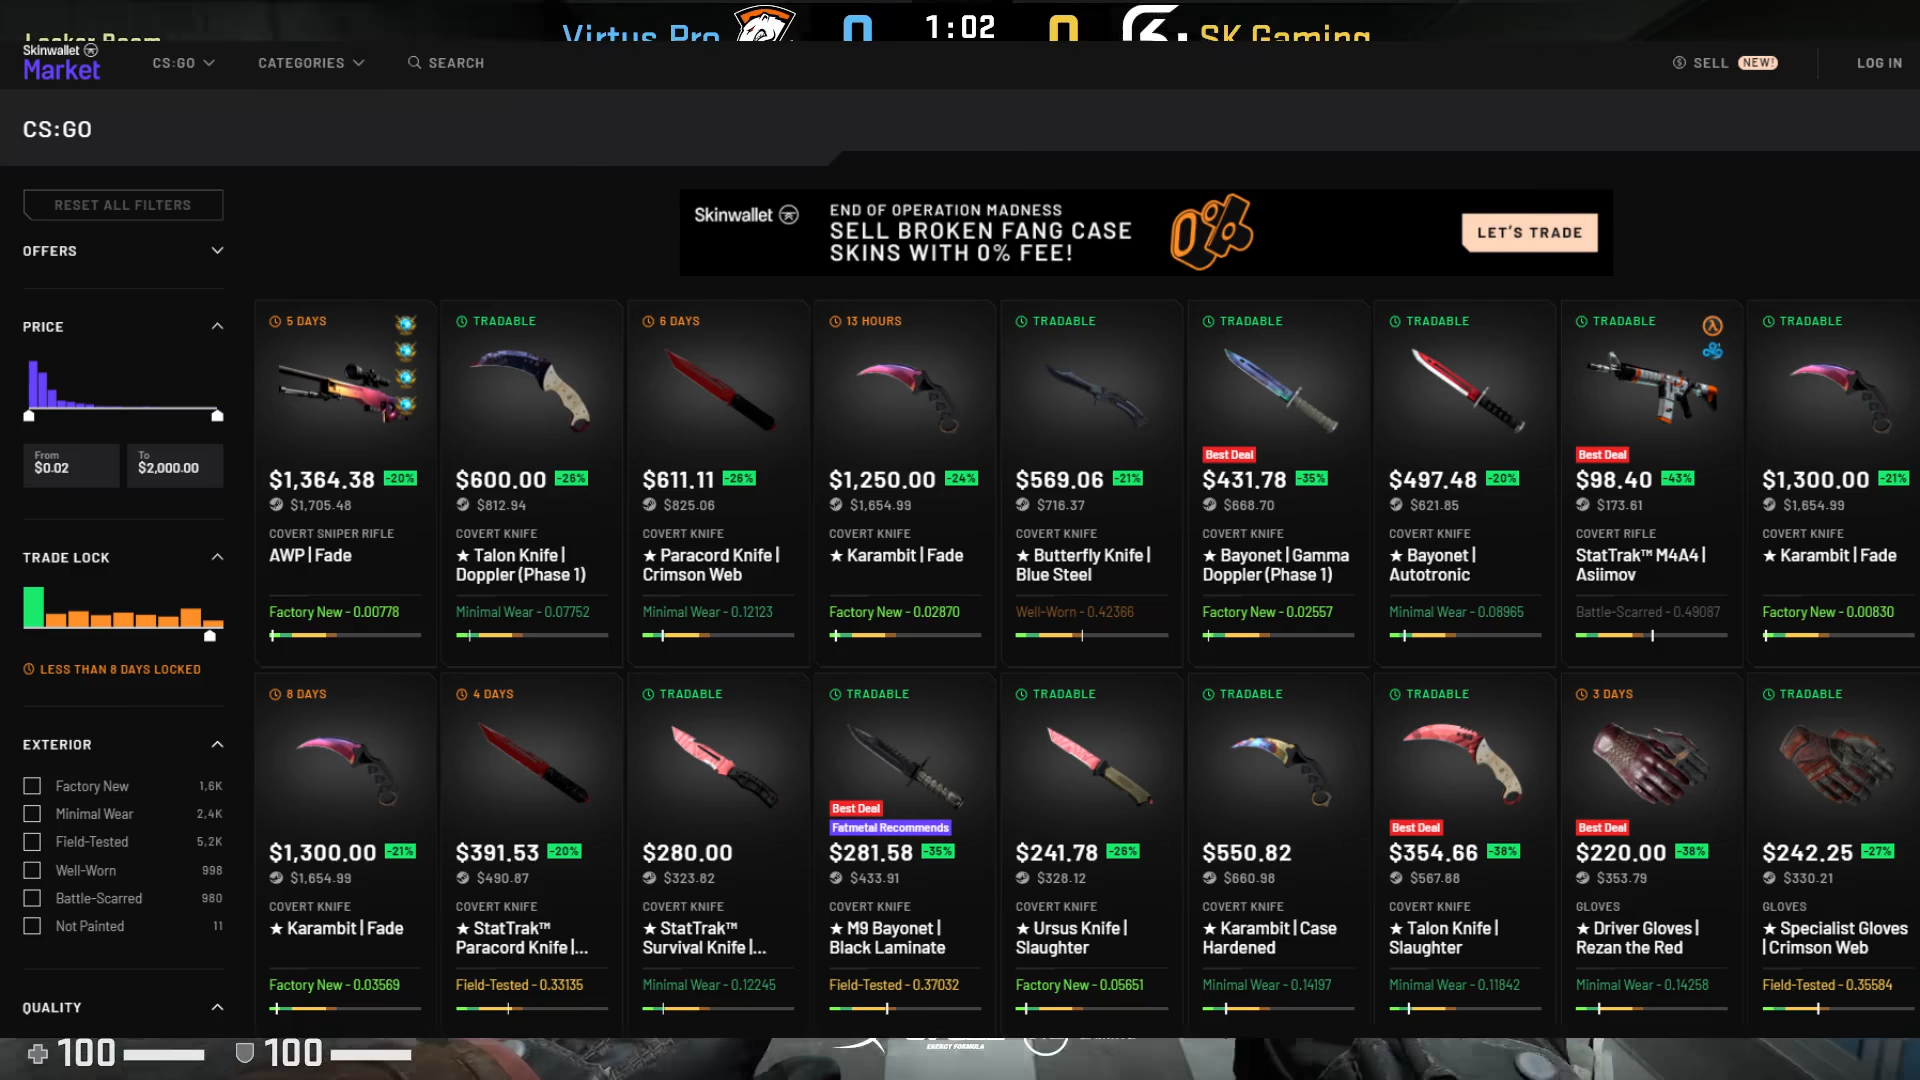 Virtus Pro 0 1:02 0 SK Gaming
Locker Room
Skinwallet
Market
CS:GO
CATEGORIES
SEARCH
SELL NEW!
LOG IN
CS:GO
RESET ALL FILTERS
OFFERS
PRICE
From
$0.02
To
$2,000.00
TRADE LOCK
LESS THAN 8 DAYS LOCKED
EXTERIOR
Factory New 1,6K
Minimal Wear 2,4K
Field-Tested 5,2K
Well-Worn 998
Battle-Scarred 980
Not Painted 11
QUALITY
Skinwallet
END OF OPERATION MADNESS
SELL BROKEN FANG CASE
SKINS WITH 0% FEE!
0%
LET'S TRADE
5 DAYS
$1,364.38 -20%
$1,705.48
COVERT SNIPER RIFLE
AWP | Fade
Factory New - 0.00778
TRADABLE
$600.00 -26%
$812.94
COVERT KNIFE
★ Talon Knife |
Doppler (Phase 1)
Minimal Wear - 0.07752
6 DAYS
$611.11 -26%
$825.06
COVERT KNIFE
★ Paracord Knife |
Crimson Web
Minimal Wear - 0.12123
13 HOURS
$1,250.00 -24%
$1,654.99
COVERT KNIFE
★ Karambit | Fade
Factory New - 0.02870
TRADABLE
$569.06 -21%
$716.37
COVERT KNIFE
★ Butterfly Knife |
Blue Steel
Well-Worn - 0.42366
TRADABLE
Best Deal
$431.78 -35%
$668.70
COVERT KNIFE
★ Bayonet | Gamma
Doppler (Phase 1)
Factory New - 0.02557
TRADABLE
$497.48 -20%
$621.85
COVERT KNIFE
★ Bayonet |
Autotronic
Minimal Wear - 0.08965
TRADABLE
Best Deal
$98.40 -43%
$173.61
COVERT RIFLE
StatTrak™ M4A4 |
Asiimov
Battle-Scarred - 0.49087
TRADABLE
$1,300.00 -21%
$1,654.99
COVERT KNIFE
★ Karambit | Fade
Factory New - 0.00830
8 DAYS
$1,300.00 -21%
$1,654.99
COVERT KNIFE
★ Karambit | Fade
Factory New - 0.03569
4 DAYS
$391.53 -20%
$490.87
COVERT KNIFE
★ StatTrak™
Paracord Knife |...
Field-Tested - 0.33135
TRADABLE
$280.00
$323.82
COVERT KNIFE
★ StatTrak™
Survival Knife |...
Minimal Wear - 0.12245
TRADABLE
Best Deal
Fatmetal Recommends
$281.58 -35%
$433.91
COVERT KNIFE
★ M9 Bayonet |
Black Laminate
Field-Tested - 0.37032
TRADABLE
$241.78 -26%
$328.12
COVERT KNIFE
★ Ursus Knife |
Slaughter
Factory New - 0.05651
TRADABLE
$550.82
$660.98
COVERT KNIFE
★ Karambit | Case
Hardened
Minimal Wear - 0.14197
TRADABLE
Best Deal
$354.66 -38%
$567.88
COVERT KNIFE
★ Talon Knife |
Slaughter
Minimal Wear - 0.11842
3 DAYS
Best Deal
$220.00 -38%
$353.79
GLOVES
★ Driver Gloves |
Rezan the Red
Minimal Wear - 0.14258
TRADABLE
$242.25 -27%
$330.21
GLOVES
★ Specialist Gloves
| Crimson Web
Field-Tested - 0.35584
100 100
ENERGY FORMULA